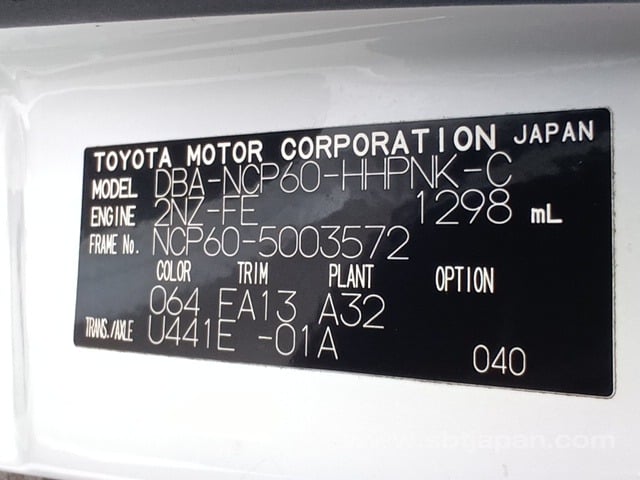 TOYOTA MOTOR CORPORATION JAPAN
MODEL DBA-NCP60-HHPNK-C
ENGINE 2NZ-FE 1298 mL
FRAME No. NCP60-5003572
COLOR TRIM PLANT OPTION
064 EA13 A32
TRANS./AXLE U441E -01A
040
www.sbtjapan.com